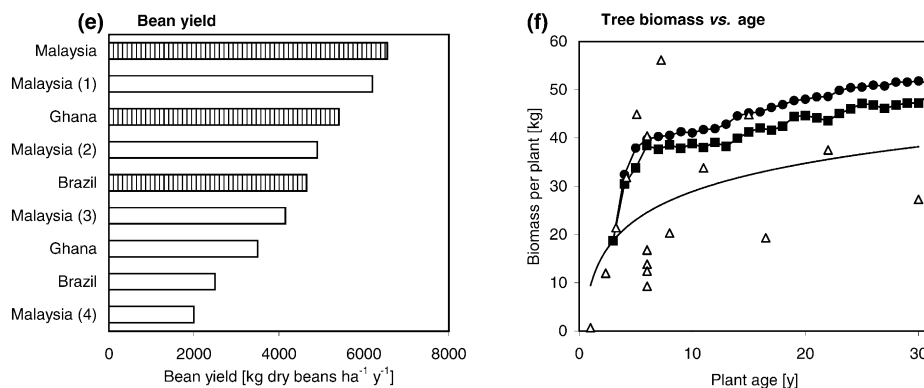 (e) Bean yield
Malaysia
Malaysia (1)
Ghana
Malaysia (2)
Brazil
Malaysia (3)
Ghana
Brazil
Malaysia (4)
0 2000 4000 6000 8000
Bean yield [kg dry beans ha⁻¹ y⁻¹]
(f) Tree biomass vs. age
60
50
40
30
20
10
0
Biomass per plant [kg]
0 10 20 30
Plant age [y]